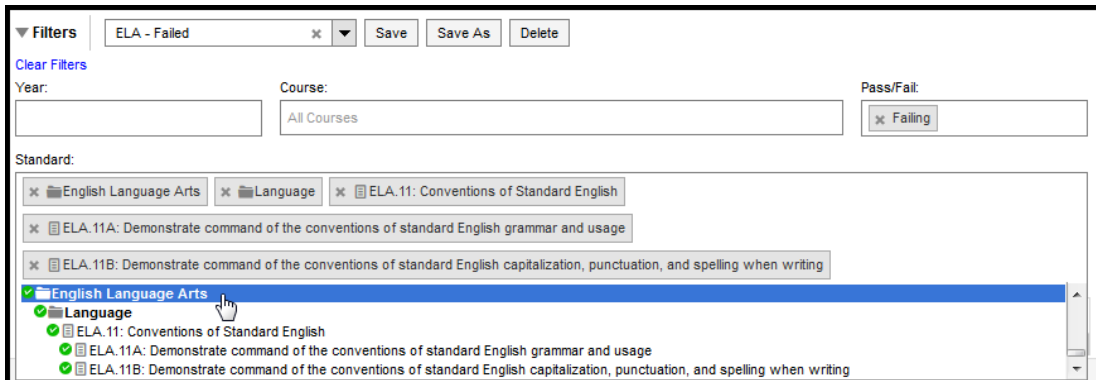 Filters ELA - Failed Save Save As Delete
Clear Filters
Year: Course: Pass/Fail:
All Courses Failing
Standard:
English Language Arts Language ELA.11: Conventions of Standard English
ELA.11A: Demonstrate command of the conventions of standard English grammar and usage
ELA.11B: Demonstrate command of the conventions of standard English capitalization, punctuation, and spelling when writing
English Language Arts
Language
ELA.11: Conventions of Standard English
ELA.11A: Demonstrate command of the conventions of standard English grammar and usage
ELA.11B: Demonstrate command of the conventions of standard English capitalization, punctuation, and spelling when writing